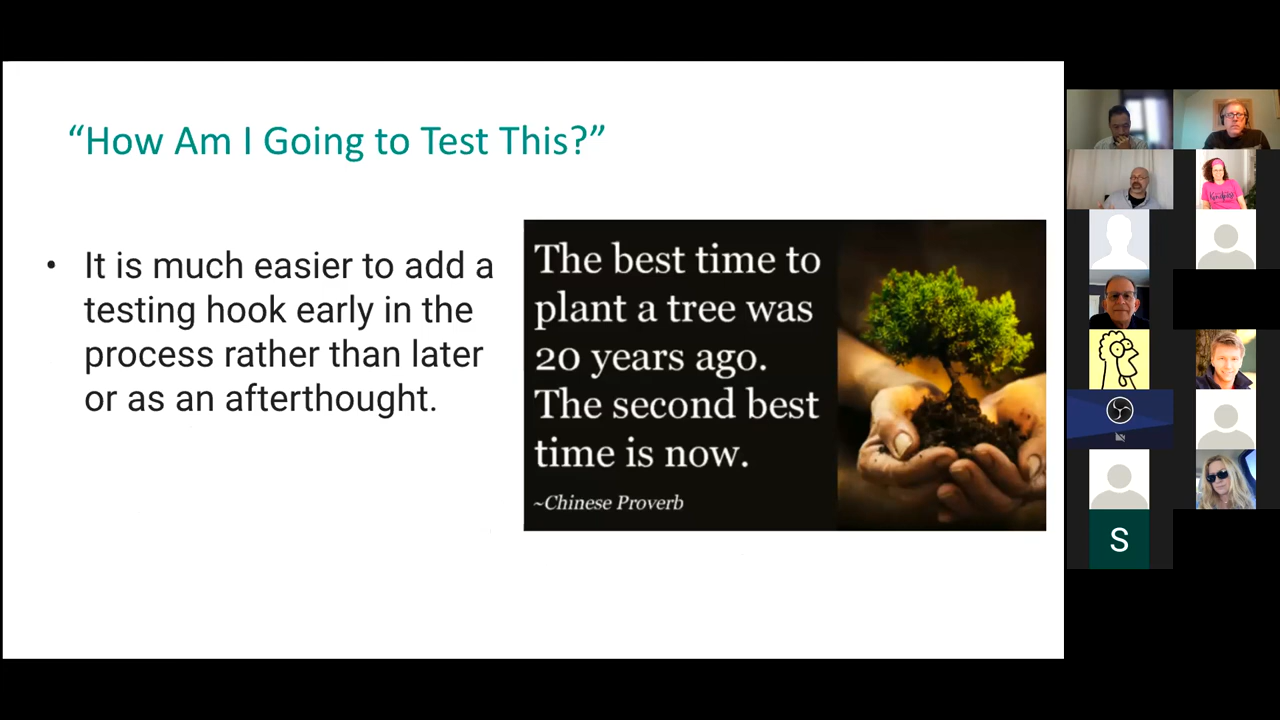 “How Am I Going to Test This?”
• It is much easier to add a
testing hook early in the
process rather than later
or as an afterthought.
The best time to
plant a tree was
20 years ago.
The second best
time is now.
~Chinese Proverb
S